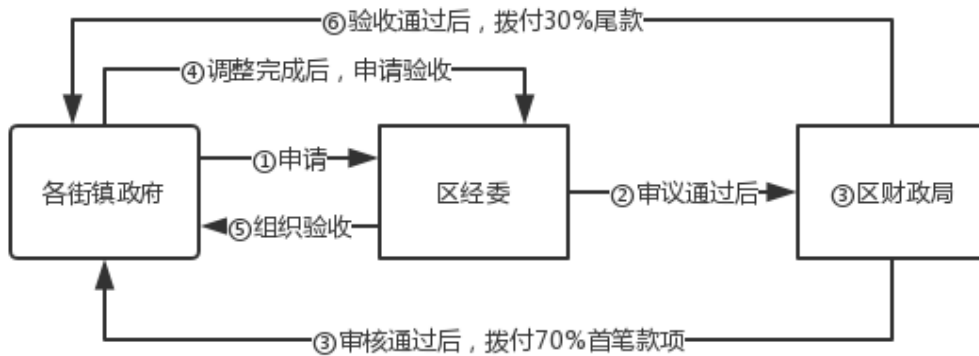 ⑥验收通过后，拨付30%尾款
④调整完成后，申请验收
①申请
各街镇政府
区经委
②审议通过后
③区财政局
⑤组织验收
③审核通过后，拨付70%首笔款项